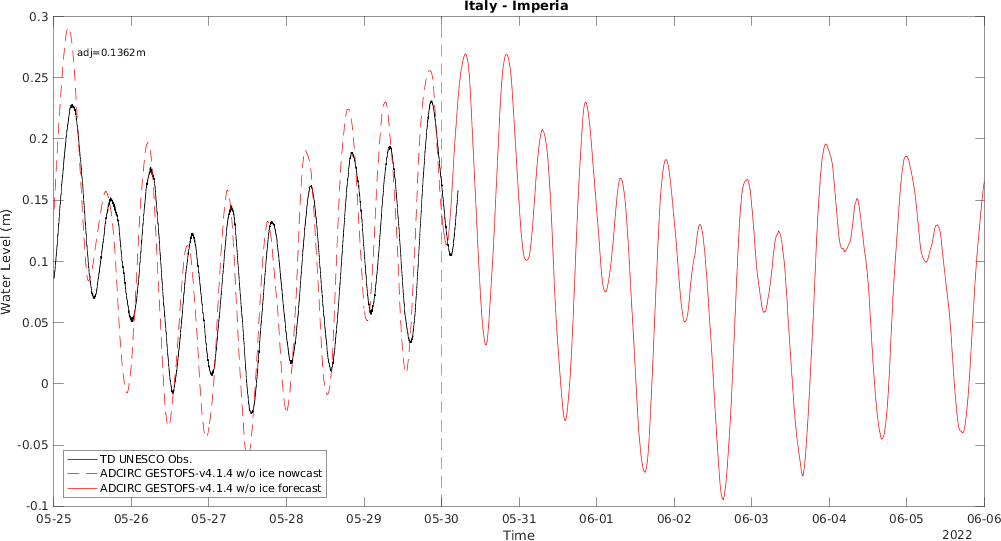 Italy - Imperia
adj=0.1362m
0.3
0.25
0.2
0.15
0.1
0.05
0
-0.05
-0.1
Water Level (m)
TD UNESCO Obs.
ADCIRC GESTOFS-v4.1.4 w/o ice nowcast
ADCIRC GESTOFS-v4.1.4 w/o ice forecast
05-25 05-26 05-27 05-28 05-29 05-30 05-31 06-01 06-02 06-03 06-04 06-05 06-06
Time
2022